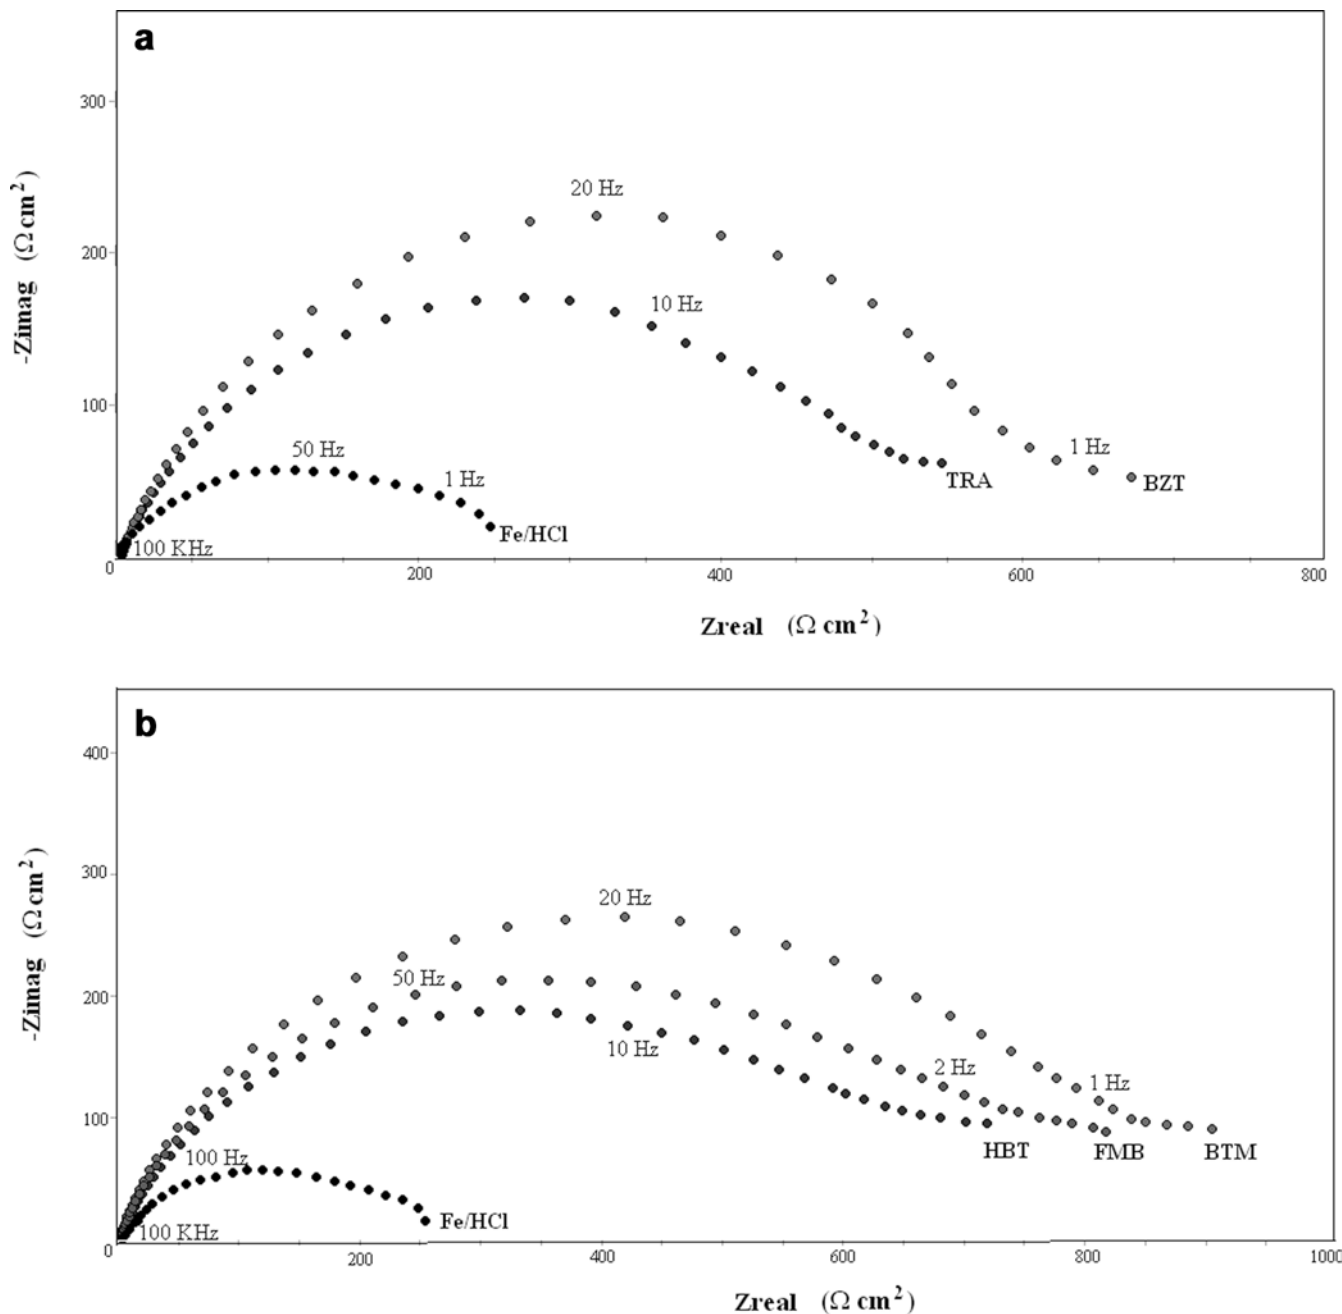 a
300
-Zimag (Ω cm²)
20 Hz
200
10 Hz
100
50 Hz
1 Hz
1 Hz
TRA
BZT
Fe/HCl
100 KHz
0
200
400
600
800
Zreal (Ω cm²)
b
400
-Zimag (Ω cm²)
300
20 Hz
50 Hz
200
10 Hz
2 Hz
1 Hz
100
100 Hz
HBT
FMB
BTM
Fe/HCl
100 KHz
0
200
400
600
800
1000
Zreal (Ω cm²)